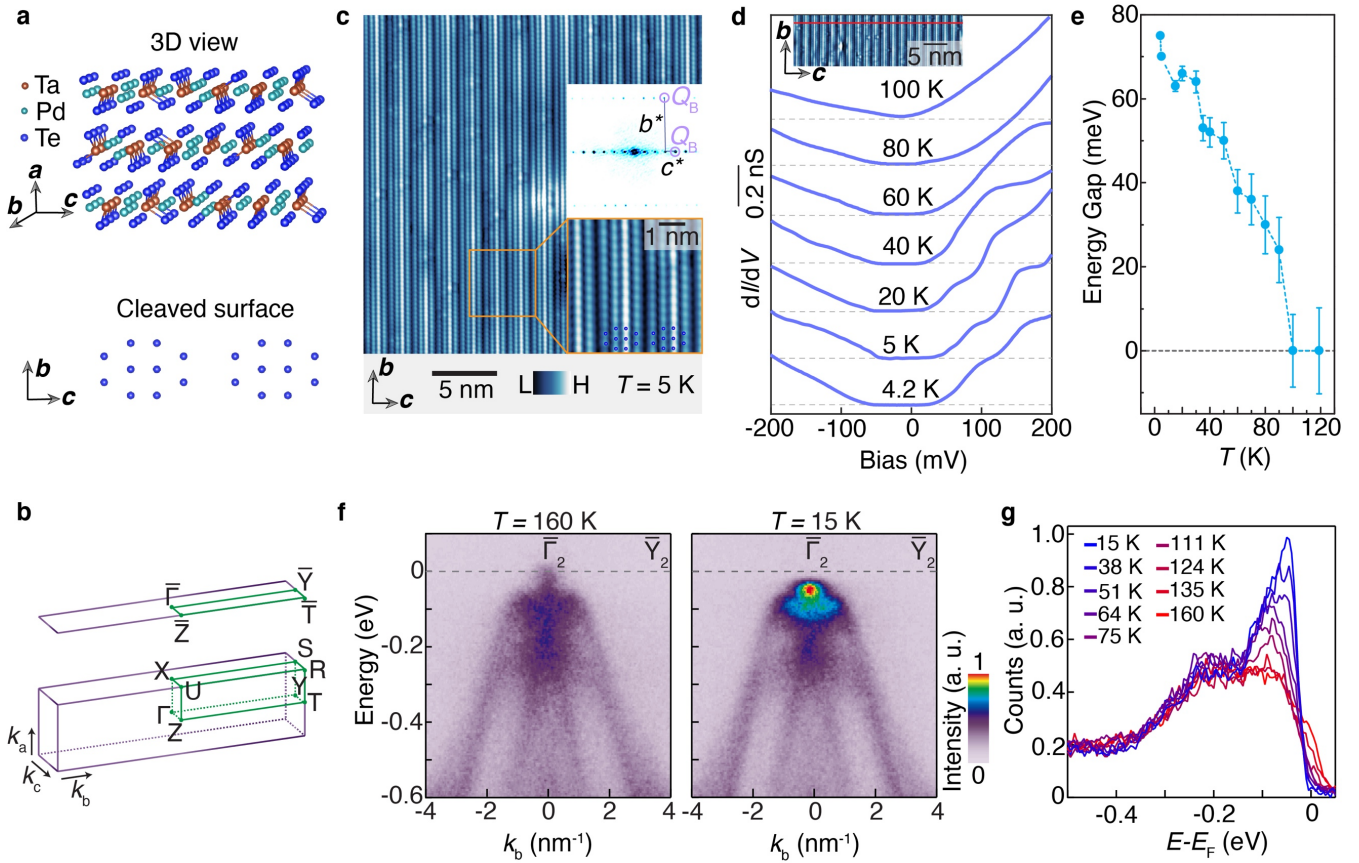 a
3D view
Ta
Pd
Te
a
b
c
Cleaved surface
b
c
b
Γ̅
Y̅
Z̅
T̅
S
X
R
U
Y
Γ
T
Z
kₐ
k_c
k_b
c
Q_B
b*
Q_B
c*
1 nm
b
c
5 nm
L
H
T = 5 K
d
b
c
5 nm
100 K
80 K
60 K
40 K
20 K
5 K
4.2 K
0.2 nS
dI/dV
-200
-100
0
100
200
Bias (mV)
e
80
60
40
20
0
Energy Gap (meV)
0
40
80
120
T (K)
f
T = 160 K
T = 15 K
Γ̅₂
Y̅₂
Γ̅₂
Y̅₂
0
-0.2
-0.4
-0.6
Energy (eV)
-4
-2
0
2
4
-4
-2
0
2
4
k_b (nm⁻¹)
k_b (nm⁻¹)
Intensity (a. u.)
1
0
g
1.0
0.8
0.6
0.4
0.2
0
Counts (a. u.)
15 K
38 K
51 K
64 K
75 K
111 K
124 K
135 K
160 K
-0.4
-0.2
0
E-E_F (eV)